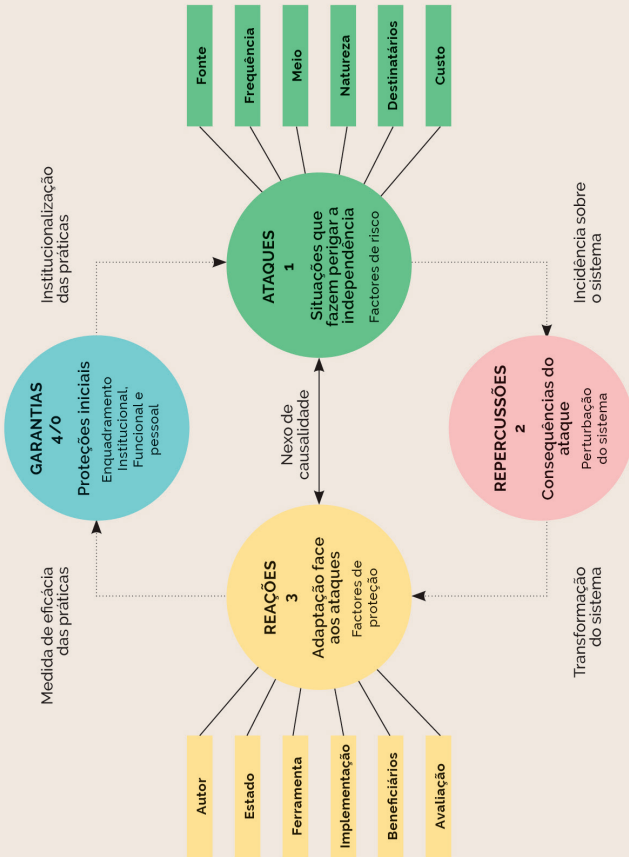 Medida de eficácia
das práticas
Institucionalização
das práticas
GARANTIAS
4/0
Proteções iniciais
Enquadramento
Institucional,
Funcional e
pessoal
Autor
Estado
Ferramenta
Implementação
Beneficiários
Avaliação
REAÇÕES
3
Adaptação face
aos ataques
Factores de
proteção
Nexo de
causalidade
ATAQUES
1
Situações que
fazem perigar a
independência
Factores de risco
Fonte
Frequência
Meio
Natureza
Destinatários
Custo
REPERCUSSÕES
2
Consequências do
ataque
Perturbação
do sistema
Transformação
do sistema
Incidência sobre
o sistema